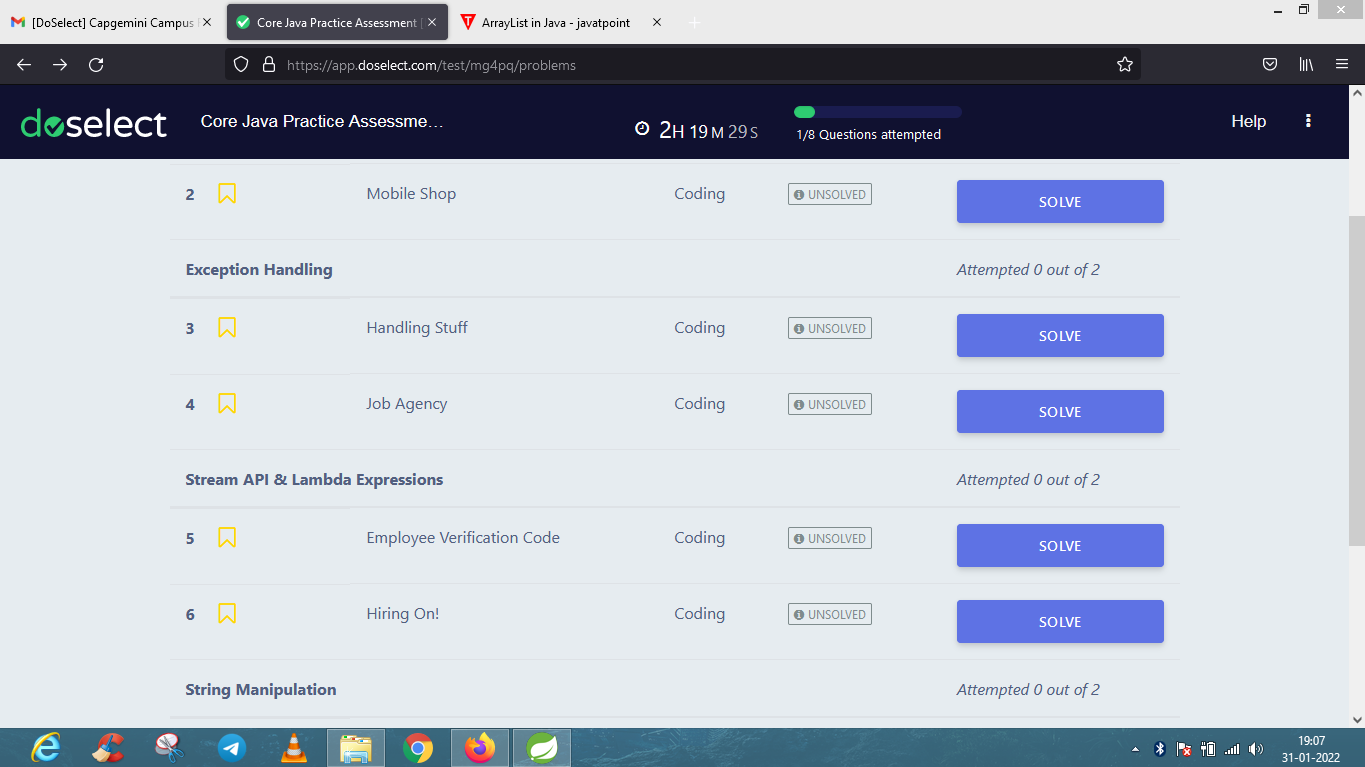 [DoSelect] Capgemini Campus
Core Java Practice Assessment |
ArrayList in Java - javatpoint
https://app.doselect.com/test/mg4pq/problems
doselect
Core Java Practice Assessme...
2H 19M 29S
1/8 Questions attempted
Help
2 Mobile Shop Coding UNSOLVED SOLVE
Exception Handling Attempted 0 out of 2
3 Handling Stuff Coding UNSOLVED SOLVE
4 Job Agency Coding UNSOLVED SOLVE
Stream API & Lambda Expressions Attempted 0 out of 2
5 Employee Verification Code Coding UNSOLVED SOLVE
6 Hiring On! Coding UNSOLVED SOLVE
String Manipulation Attempted 0 out of 2
19:07
31-01-2022